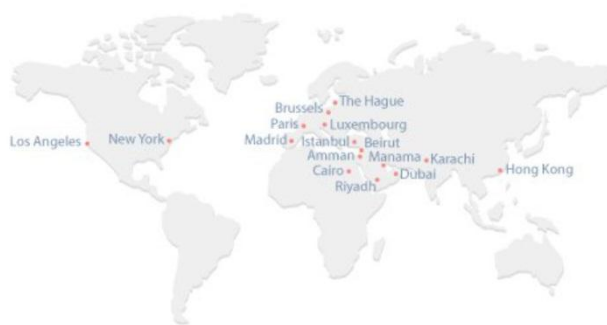 The Hague
Brussels
Paris
Luxembourg
Los Angeles
New York
Madrid
Istanbul
Beirut
Amman
Manama
Karachi
Cairo
Dubai
Hong Kong
Riyadh